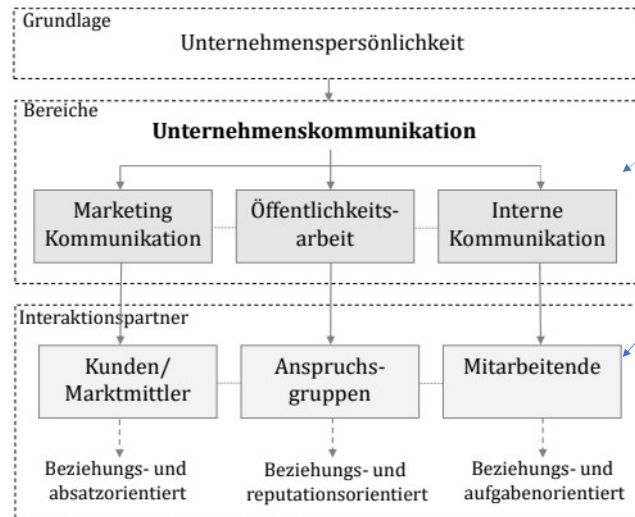 Grundlage
Unternehmenspersönlichkeit
Bereiche
Unternehmenskommunikation
Marketing
Kommunikation
Öffentlichkeits-
arbeit
Interne
Kommunikation
Interaktionspartner
Kunden/
Marktmittler
Anspruchs-
gruppen
Mitarbeitende
Beziehungs- und
absatzorientiert
Beziehungs- und
reputationsorientiert
Beziehungs- und
aufgabenorientiert